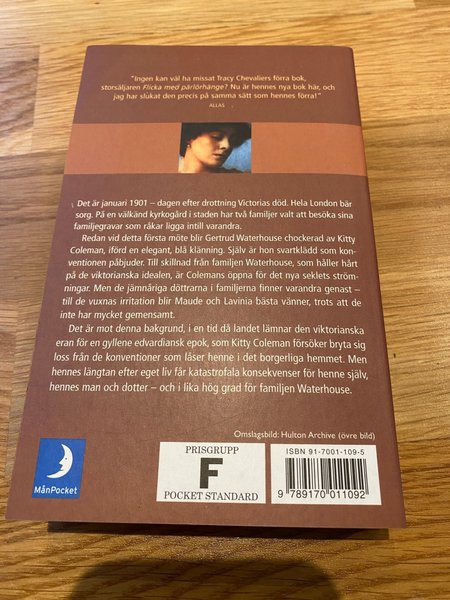 "Ingen kan väl ha missat Tracy Chevaliers förra bok,
storsäljaren Flicka med pärlörhänge? Nu är hennes nya bok här, och
jag har slukat den precis på samma sätt som hennes förra!"
ALLAS
Det är januari 1901 – dagen efter drottning Victorias död. Hela London bär
sorg. På en välkänd kyrkogård i staden har två familjer valt att besöka sina
familjegravar som råkar ligga intill varandra.
Redan vid detta första möte blir Gertrud Waterhouse chockerad av Kitty
Coleman, iförd en elegant, blå klänning. Själv är hon svartklädd som kon-
ventionen påbjuder. Till skillnad från familjen Waterhouse, som håller hårt
på de viktorianska idealen, är Colemans öppna för det nya seklets ström-
ningar. Men de jämnåriga döttrarna i familjerna finner varandra genast –
till de vuxnas irritation blir Maude och Lavinia bästa vänner, trots att de
inte har mycket gemensamt.
Det är mot denna bakgrund, i en tid då landet lämnar den viktorianska
eran för en gyllene edvardiansk epok, som Kitty Coleman försöker bryta sig
loss från de konventioner som låser henne i det borgerliga hemmet. Men
hennes längtan efter eget liv får katastrofala konsekvenser för henne själv,
hennes man och dotter – och i lika hög grad för familjen Waterhouse.
Omslagsbild: Hulton Archive (övre bild)
MånPocket
PRISGRUPP
F
POCKET STANDARD
ISBN 91-7001-109-5
9 789170 011092